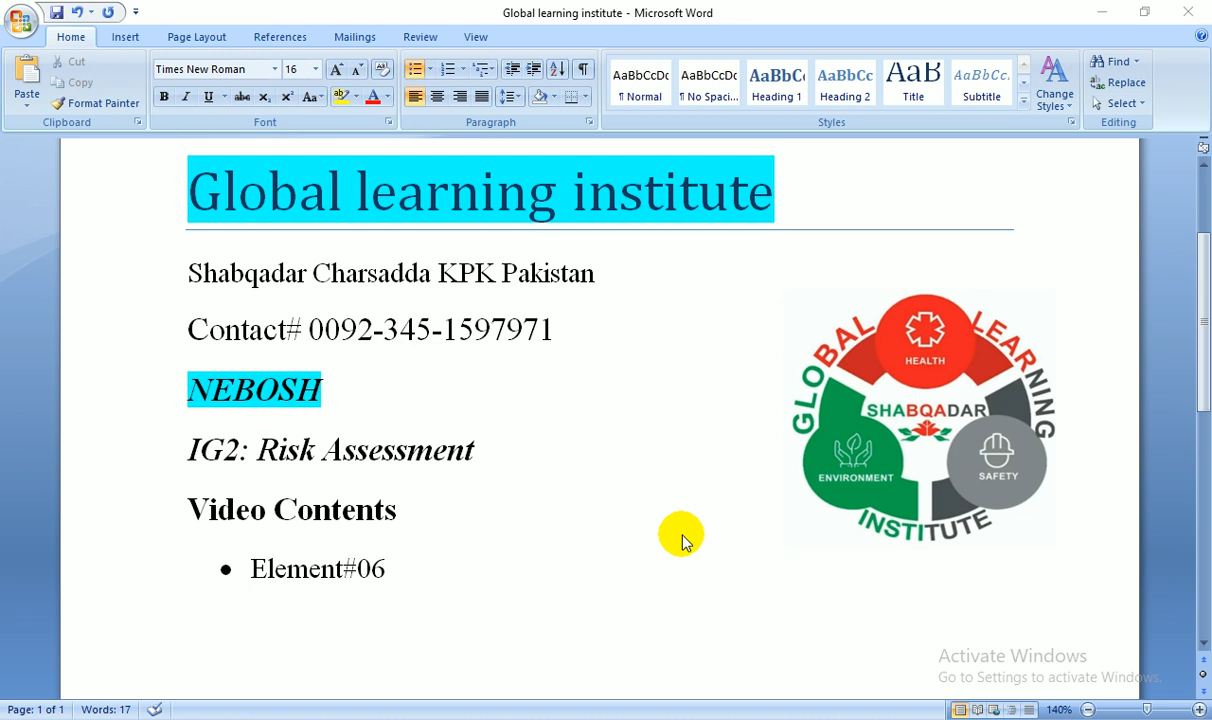 Global learning institute - Microsoft Word
Home Insert Page Layout References Mailings Review View
Paste
Cut
Copy
Format Painter
Clipboard
Times New Roman 16
Font
Paragraph
AaBbCcDc AaBbCcDc AaBbC AaBbCc AaB AaBbCc.
¶ Normal ¶ No Spaci... Heading 1 Heading 2 Title Subtitle
Change Styles
Styles
Find
Replace
Select
Editing
Global learning institute
Shabqadar Charsadda KPK Pakistan
Contact# 0092-345-1597971
NEBOSH
IG2: Risk Assessment
Video Contents
• Element#06
GLOBAL LEARNING
HEALTH
SHABQADAR
ENVIRONMENT
SAFETY
INSTITUTE
Activate Windows
Go to Settings to activate Windows.
Page: 1 of 1 Words: 17 140%